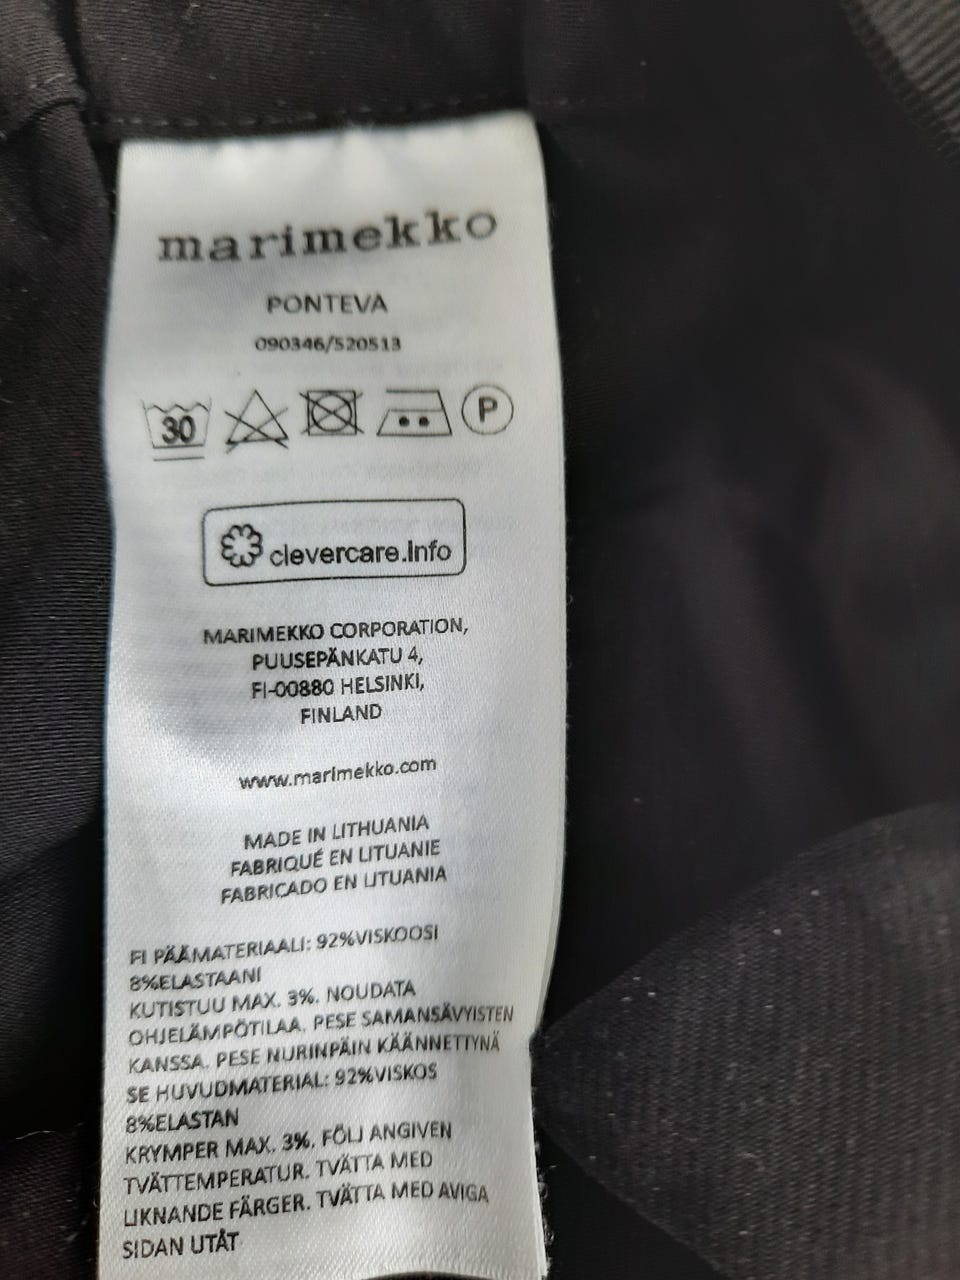 marimekko
PONTEVA
090346/520513
30
P
clevercare.info
MARIMEKKO CORPORATION,
PUUSEPÄNKATU 4,
FI-00880 HELSINKI,
FINLAND
www.marimekko.com
MADE IN LITHUANIA
FABRIQUÉ EN LITUANIE
FABRICADO EN LITUANIA
FI PÄÄMATERIAALI: 92%VISKOOSI
8%ELASTAANI
KUTISTUU MAX. 3%. NOUDATA
OHJELÄMPÖTILAA. PESE SAMANSÄVYISTEN
KANSSA. PESE NURINPÄIN KÄÄNNETTYNÄ
SE HUVUDMATERIAL: 92%VISKOS
8%ELASTAN
KRYMPER MAX. 3%. FÖLJ ANGIVEN
TVÄTTEMPERATUR. TVÄTTA MED
LIKNANDE FÄRGER. TVÄTTA MED AVIGA
SIDAN UTÅT